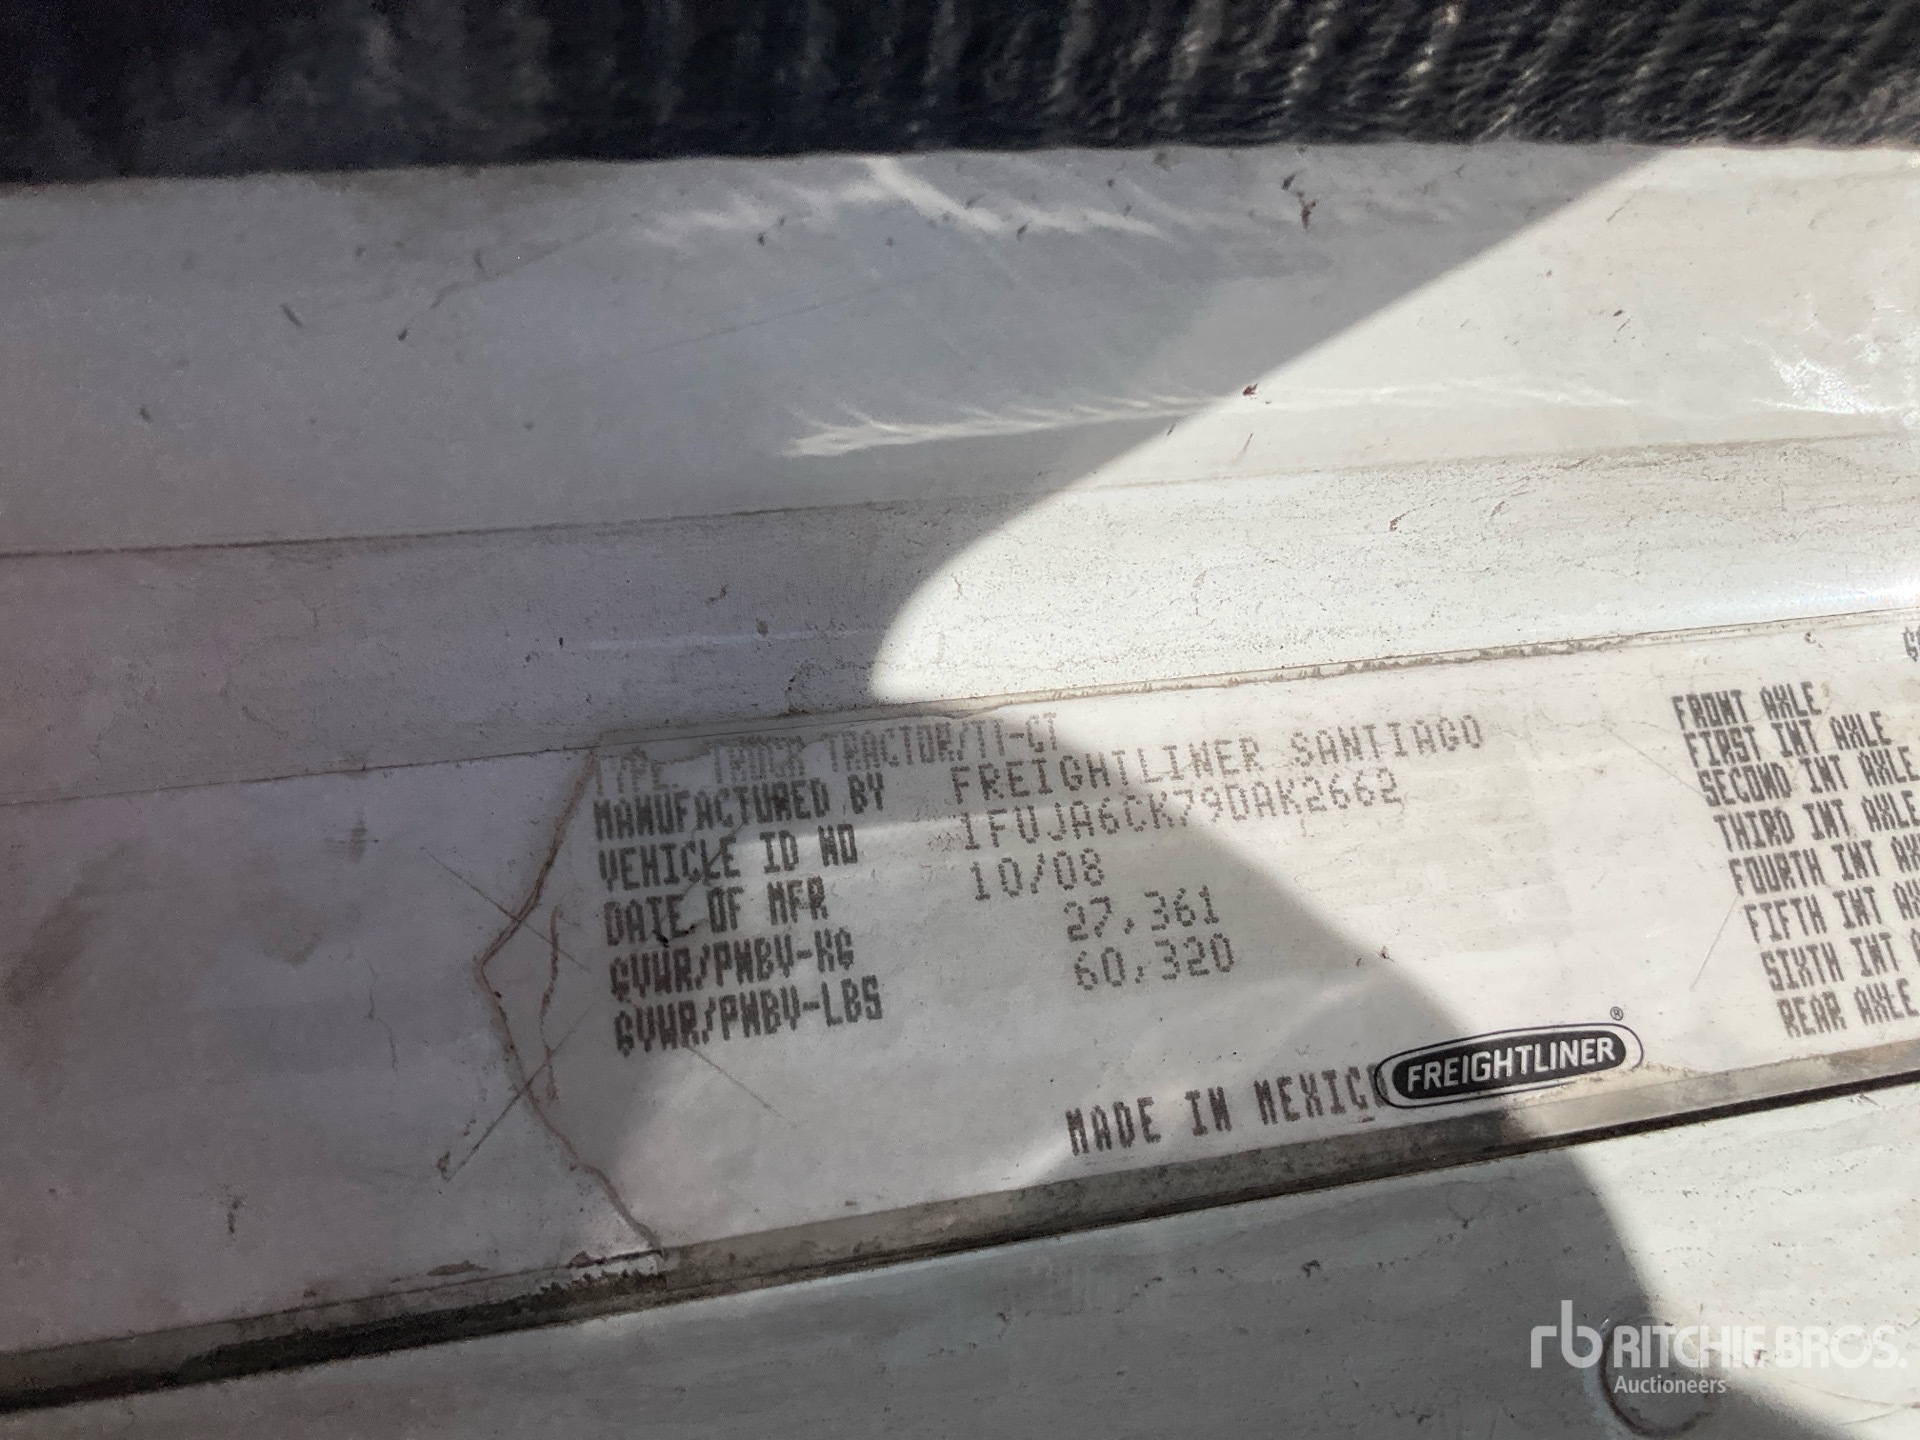 TYPE TRUCK TRACTOR/TT-CT
MANUFACTURED BY FREIGHTLINER SANTIAGO
VEHICLE ID NO 1FUJA6CK79DAK2662
DATE OF MFR 10/08
GVWR/PNBV-KG 27,361
GVWR/PNBV-LBS 60,320
MADE IN MEXICO
FREIGHTLINER®
FRONT AXLE
FIRST INT AXLE
SECOND INT AXLE
THIRD INT AXLE
FOURTH INT
FIFTH INT
SIXTH INT
REAR AXLE
rb RITCHIE BROS.
Auctioneers